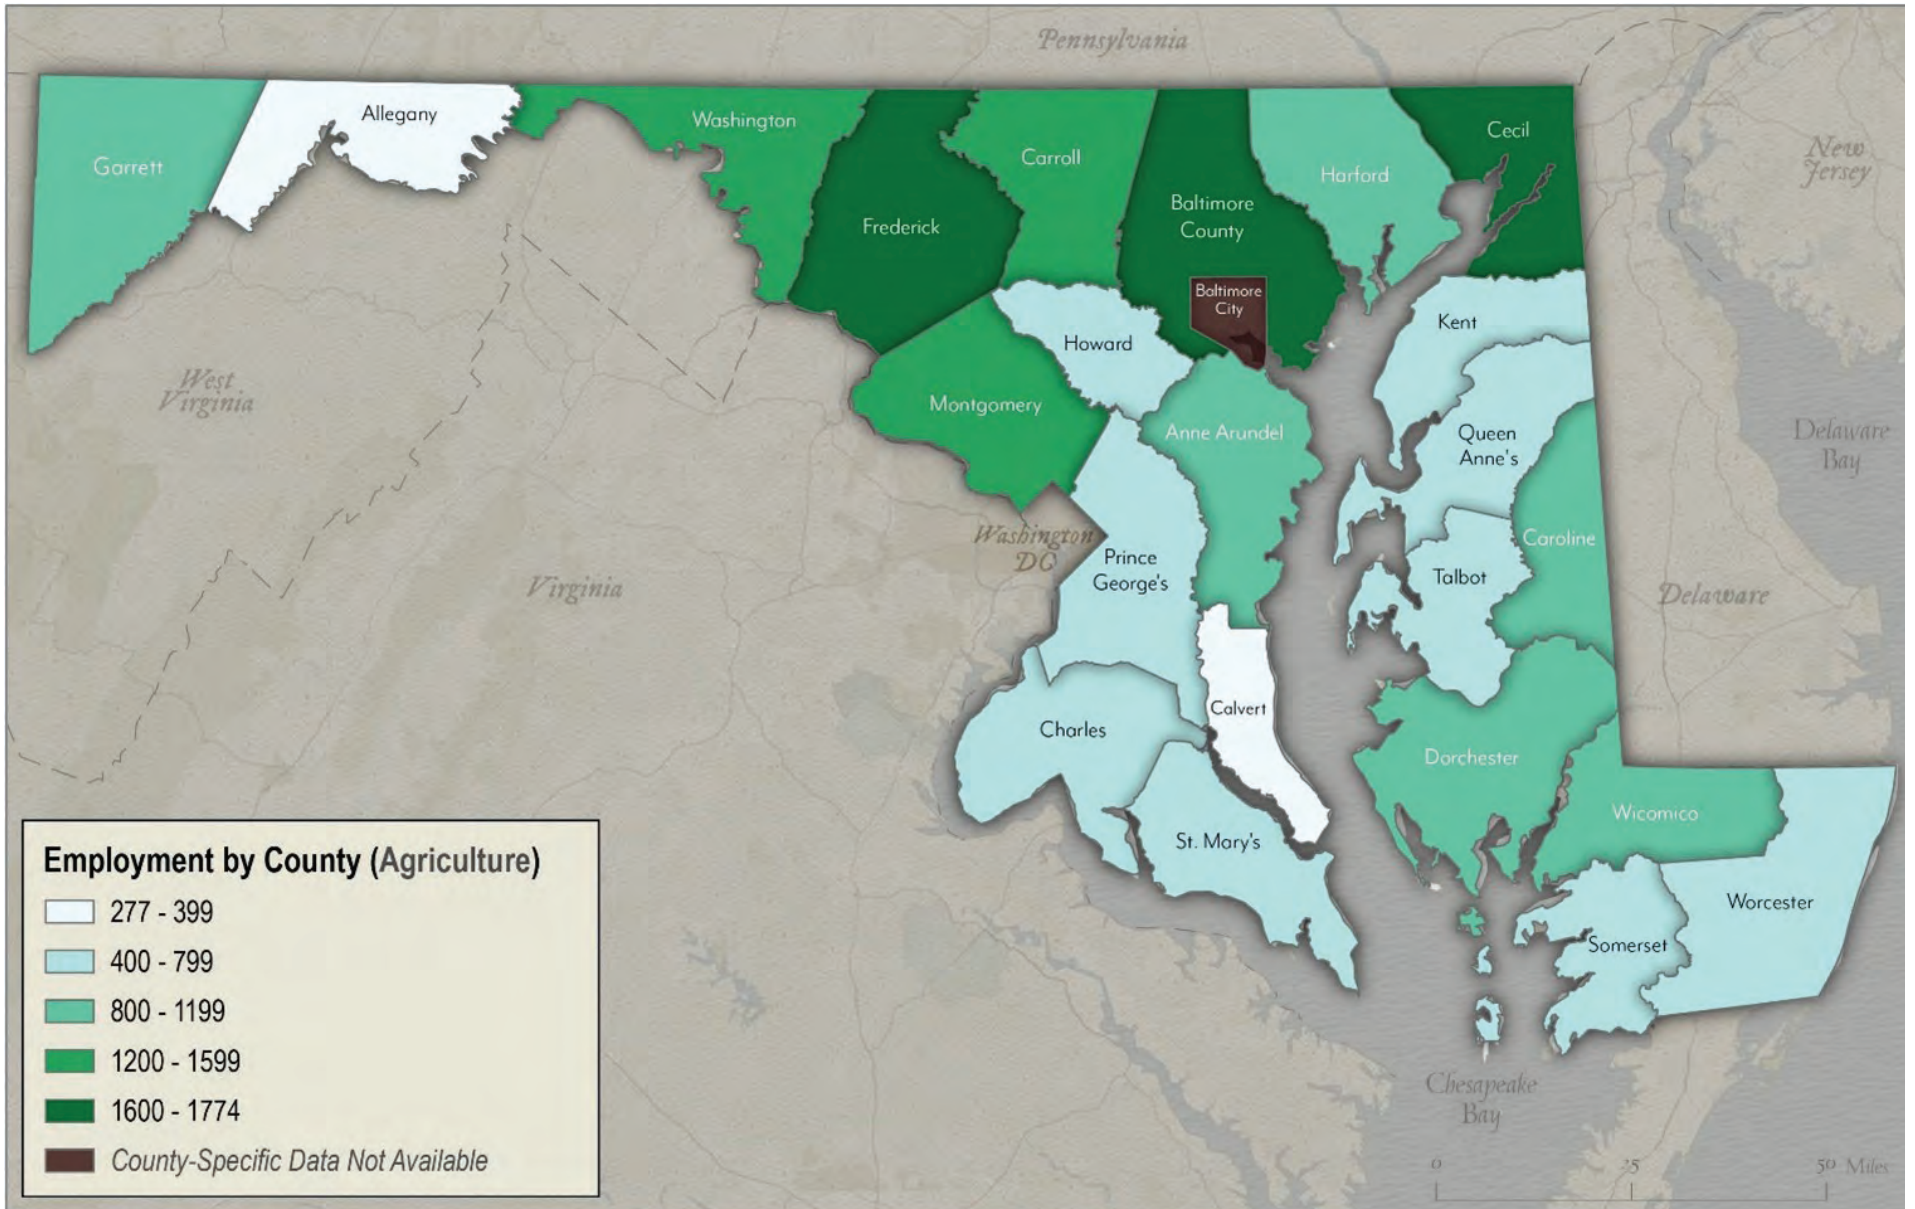 Pennsylvania
Allegany
Washington
Cecil
Garrett
Carroll
Harford
New
Jersey
Baltimore
County
Frederick
Baltimore
City
Kent
Howard
West
Virginia
Montgomery
Anne Arundel
Queen
Anne's
Delaware
Bay
Washington
DC
Caroline
Prince
George's
Talbot
Virginia
Delaware
Calvert
Charles
Dorchester
Wicomico
St. Mary's
Worcester
Somerset
Chesapeake
Bay
Employment by County (Agriculture)
277 - 399
400 - 799
800 - 1199
1200 - 1599
1600 - 1774
County-Specific Data Not Available
0 25 50 Miles